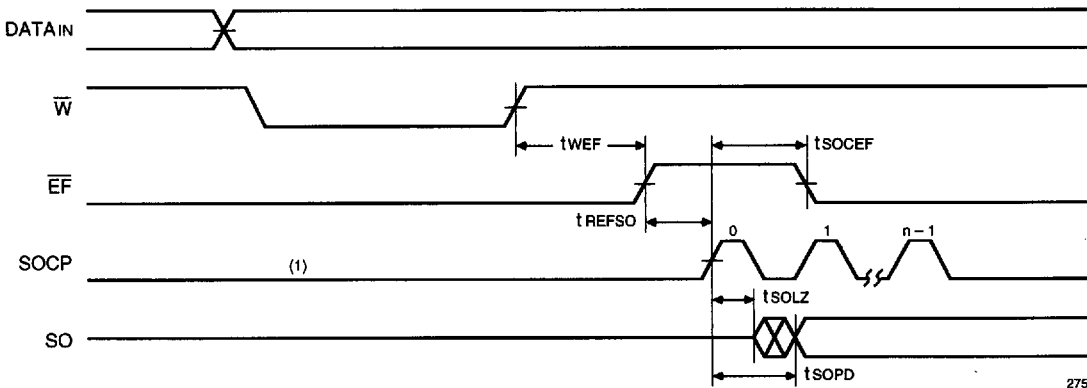 DATAIN
W
tWEF
tSOCEF
EF
tREFSO
0
1
n-1
SOCP
(1)
tSOLZ
SO
tSOPD
275